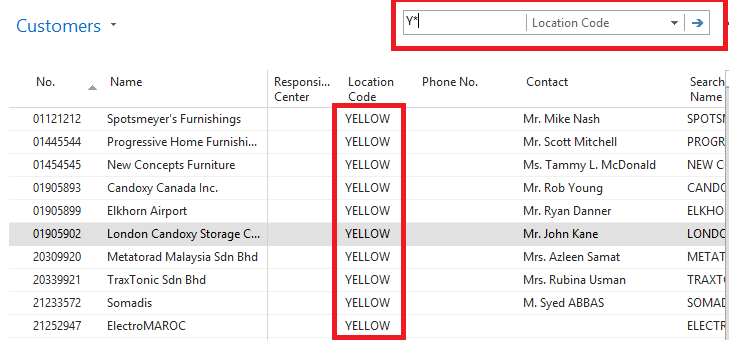 Customers
Y* Location Code
No. Name Responsi... Center Location Code Phone No. Contact Search Name
01121212 Spotsmeyer's Furnishings YELLOW Mr. Mike Nash SPOTSM
01445544 Progressive Home Furnishi... YELLOW Mr. Scott Mitchell PROGR
01454545 New Concepts Furniture YELLOW Ms. Tammy L. McDonald NEW CO
01905893 Candoxy Canada Inc. YELLOW Mr. Rob Young CANDO
01905899 Elkhorn Airport YELLOW Mr. Ryan Danner ELKHO
01905902 London Candoxy Storage C... YELLOW Mr. John Kane LONDO
20309920 Metatorad Malaysia Sdn Bhd YELLOW Mrs. Azleen Samat METAT
20339921 TraxTonic Sdn Bhd YELLOW Mrs. Rubina Usman TRAXT
21233572 Somadis YELLOW M. Syed ABBAS SOMAD
21252947 ElectroMAROC YELLOW ELECTR